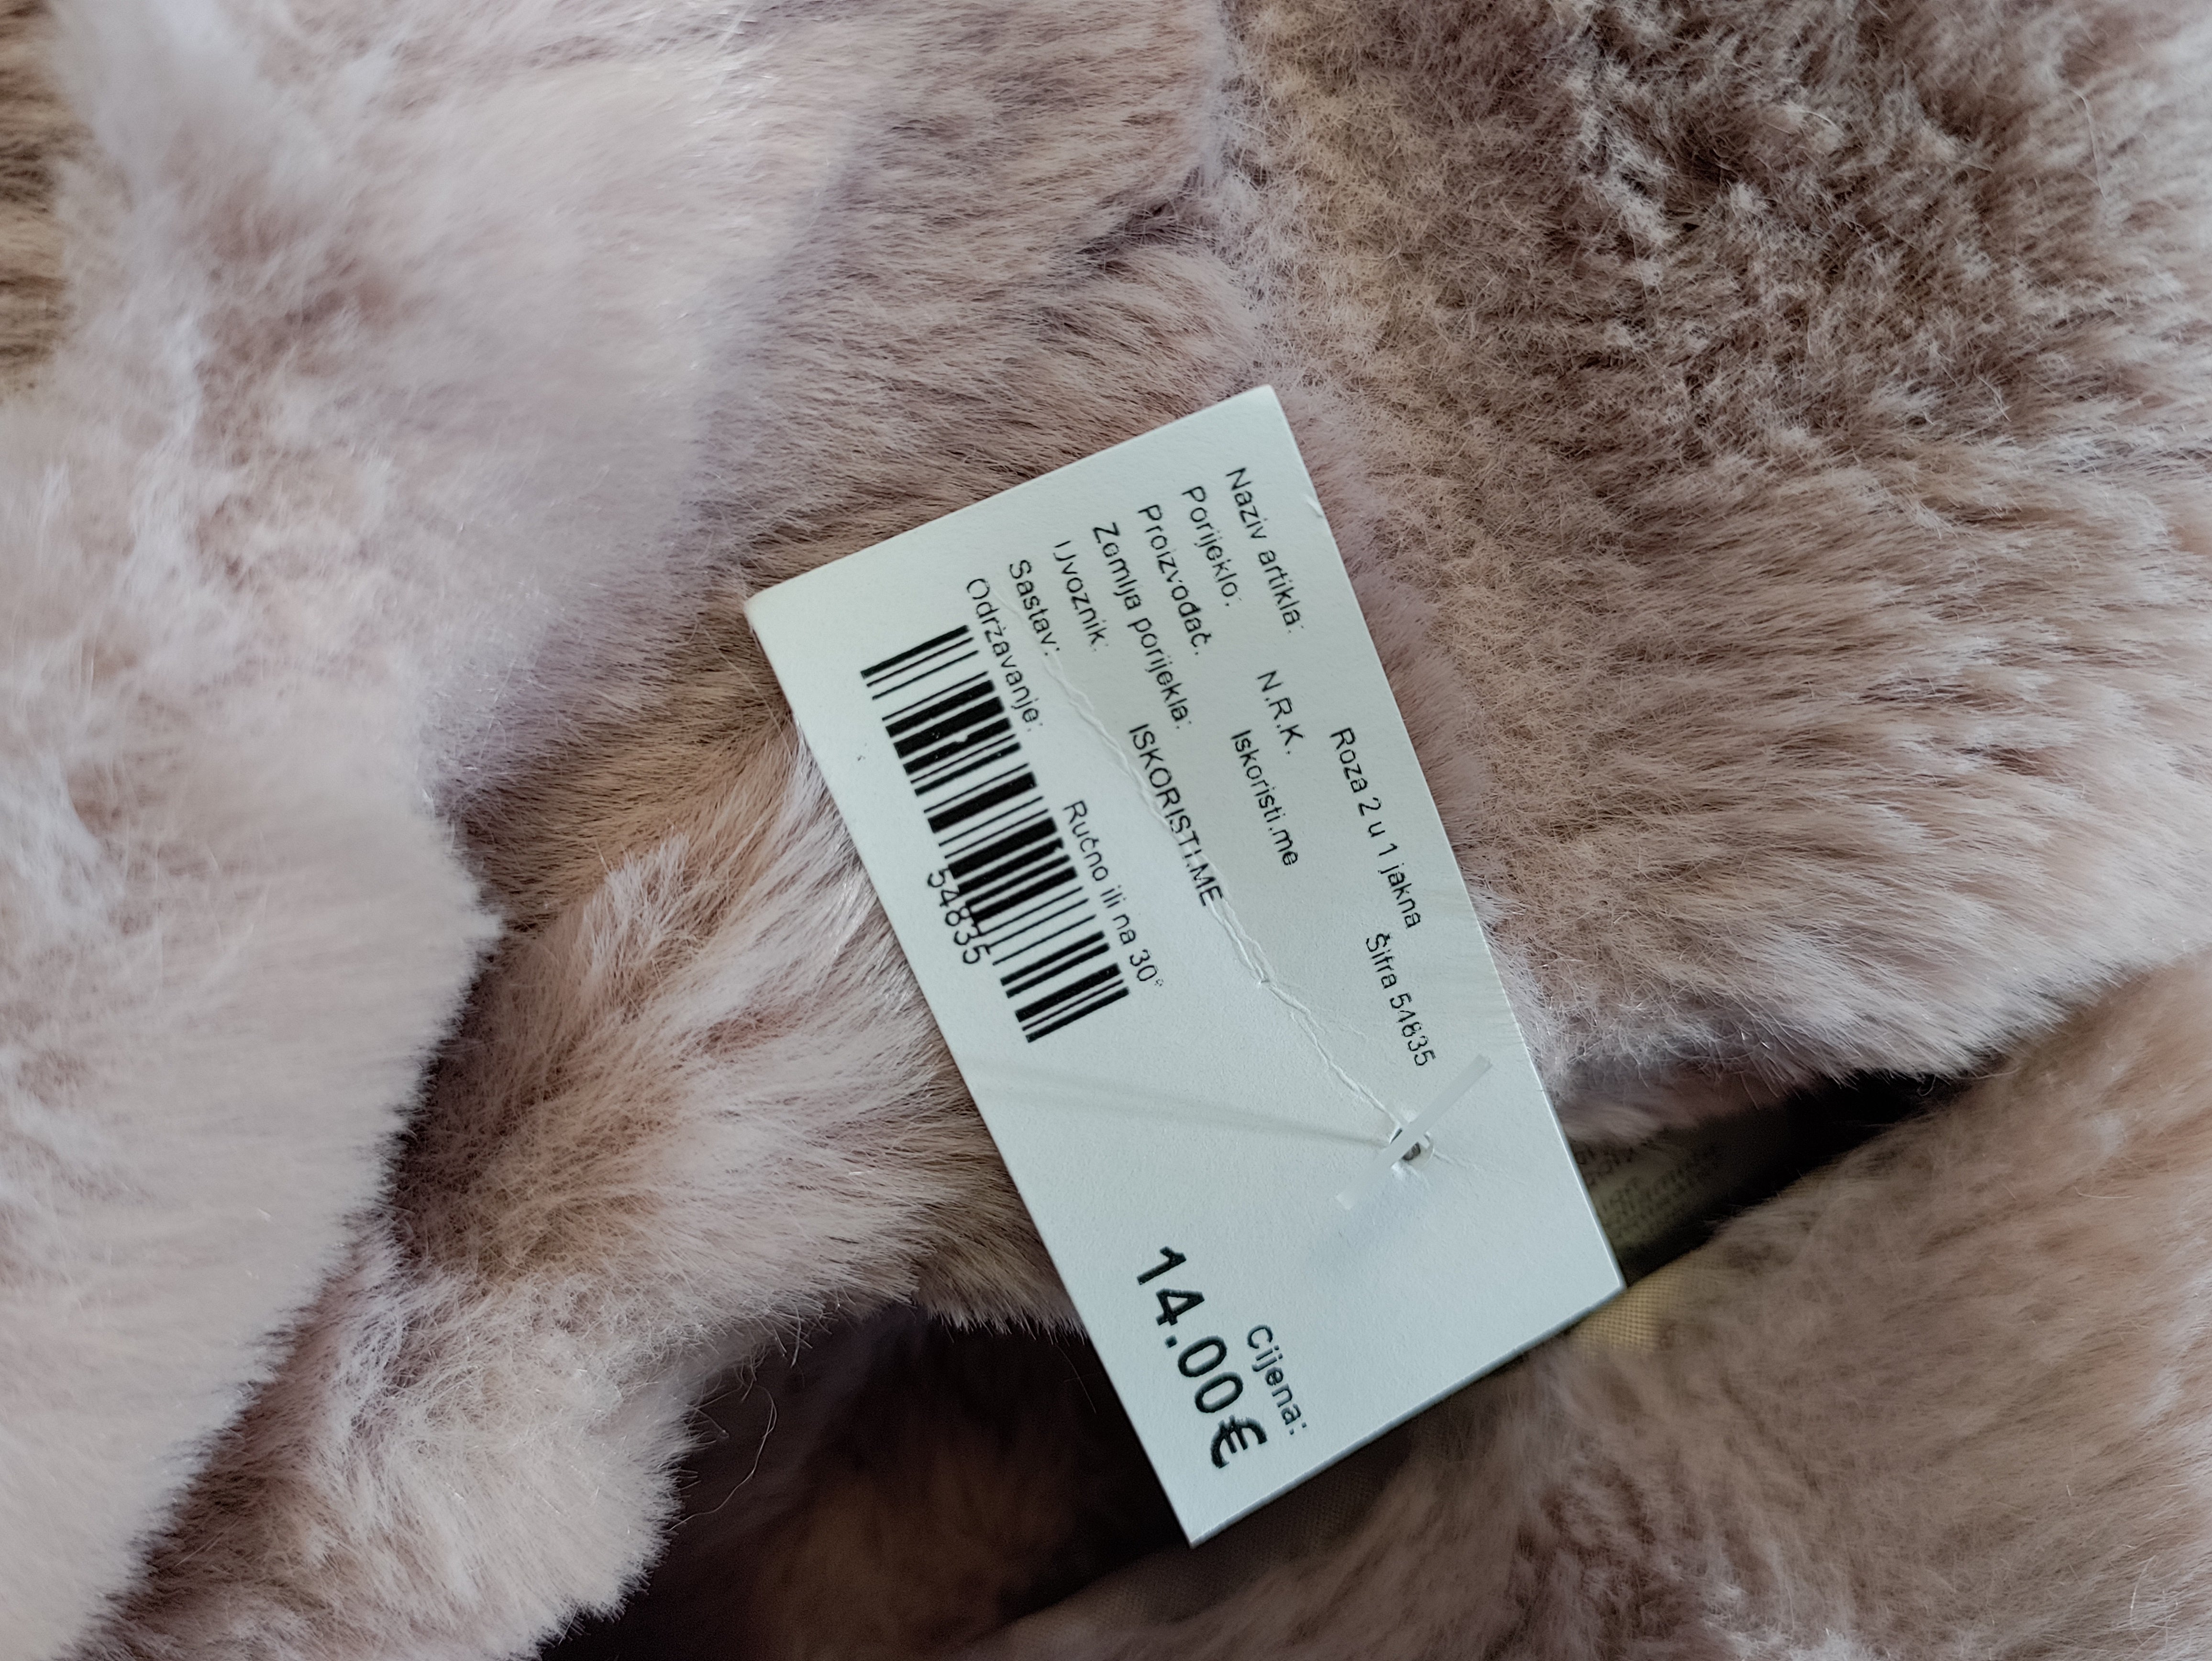 Naziv artikla: Roza 2 u 1 jakna Šifra 54835
Porijeklo: N.R.K.
Proizvođač: Iskoristi.me
Zemlja porijekla:
Uvoznik: ISKORISTI.ME
Sastav:
Održavanje: Ručno ili na 30°
54835
Cijena:
14.00€